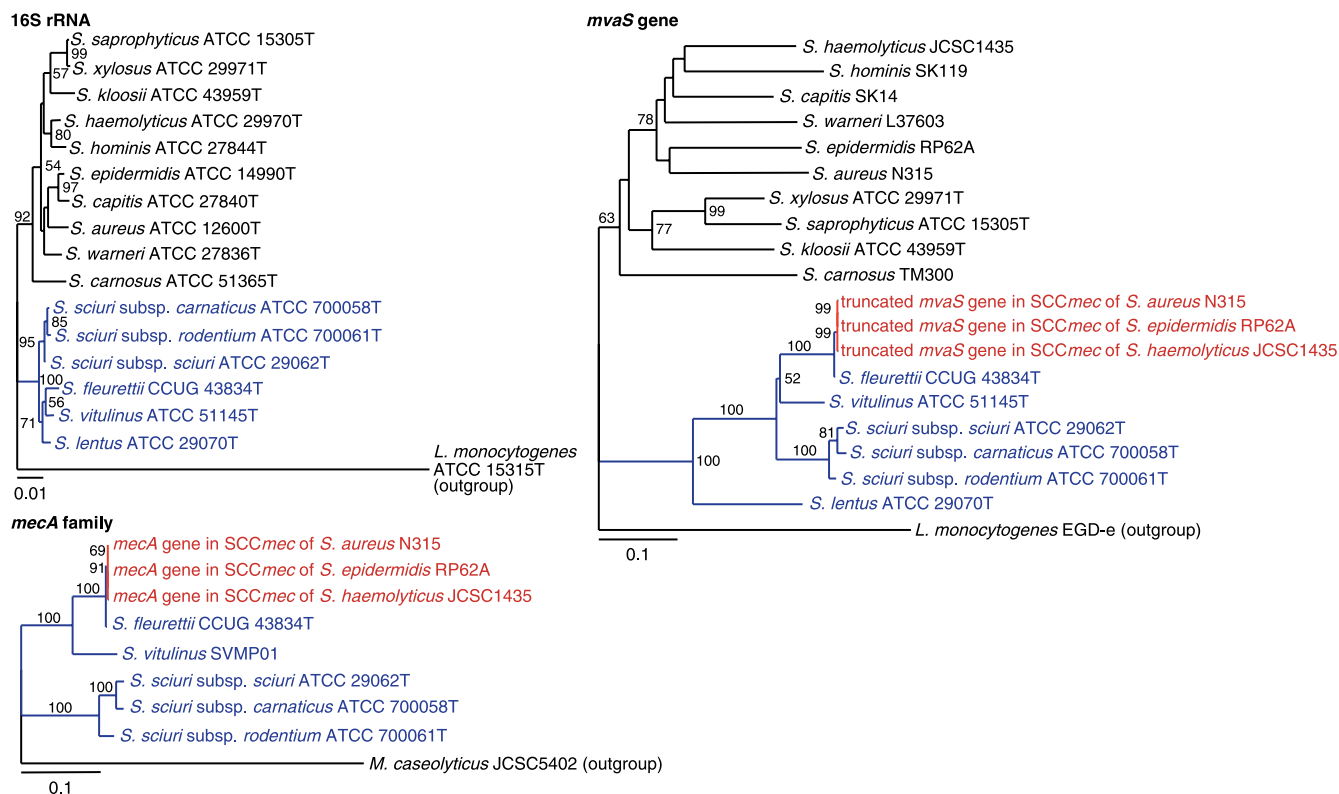 16S rRNA
S. saprophyticus ATCC 15305T
99
S. xylosus ATCC 29971T
57
S. kloosii ATCC 43959T
S. haemolyticus ATCC 29970T
80
S. hominis ATCC 27844T
54
S. epidermidis ATCC 14990T
97
S. capitis ATCC 27840T
92
S. aureus ATCC 12600T
S. warneri ATCC 27836T
S. carnosus ATCC 51365T
S. sciuri subsp. carnaticus ATCC 700058T
85
S. sciuri subsp. rodentium ATCC 700061T
95
S. sciuri subsp. sciuri ATCC 29062T
100
S. fleurettii CCUG 43834T
56
S. vitulinus ATCC 51145T
71
S. lentus ATCC 29070T
L. monocytogenes
ATCC 15315T
(outgroup)
0.01
mecA family
69
mecA gene in SCCmec of S. aureus N315
91
mecA gene in SCCmec of S. epidermidis RP62A
100
mecA gene in SCCmec of S. haemolyticus JCSC1435
100
S. fleurettii CCUG 43834T
S. vitulinus SVMP01
S. sciuri subsp. sciuri ATCC 29062T
100
100
S. sciuri subsp. carnaticus ATCC 700058T
S. sciuri subsp. rodentium ATCC 700061T
M. caseolyticus JCSC5402 (outgroup)
0.1
mvaS gene
S. haemolyticus JCSC1435
S. hominis SK119
S. capitis SK14
78
S. warneri L37603
S. epidermidis RP62A
S. aureus N315
S. xylosus ATCC 29971T
99
63
S. saprophyticus ATCC 15305T
77
S. kloosii ATCC 43959T
S. carnosus TM300
99
truncated mvaS gene in SCCmec of S. aureus N315
99
truncated mvaS gene in SCCmec of S. epidermidis RP62A
100
truncated mvaS gene in SCCmec of S. haemolyticus JCSC1435
52
S. fleurettii CCUG 43834T
S. vitulinus ATCC 51145T
100
81
S. sciuri subsp. sciuri ATCC 29062T
100
S. sciuri subsp. carnaticus ATCC 700058T
100
S. sciuri subsp. rodentium ATCC 700061T
S. lentus ATCC 29070T
L. monocytogenes EGD-e (outgroup)
0.1